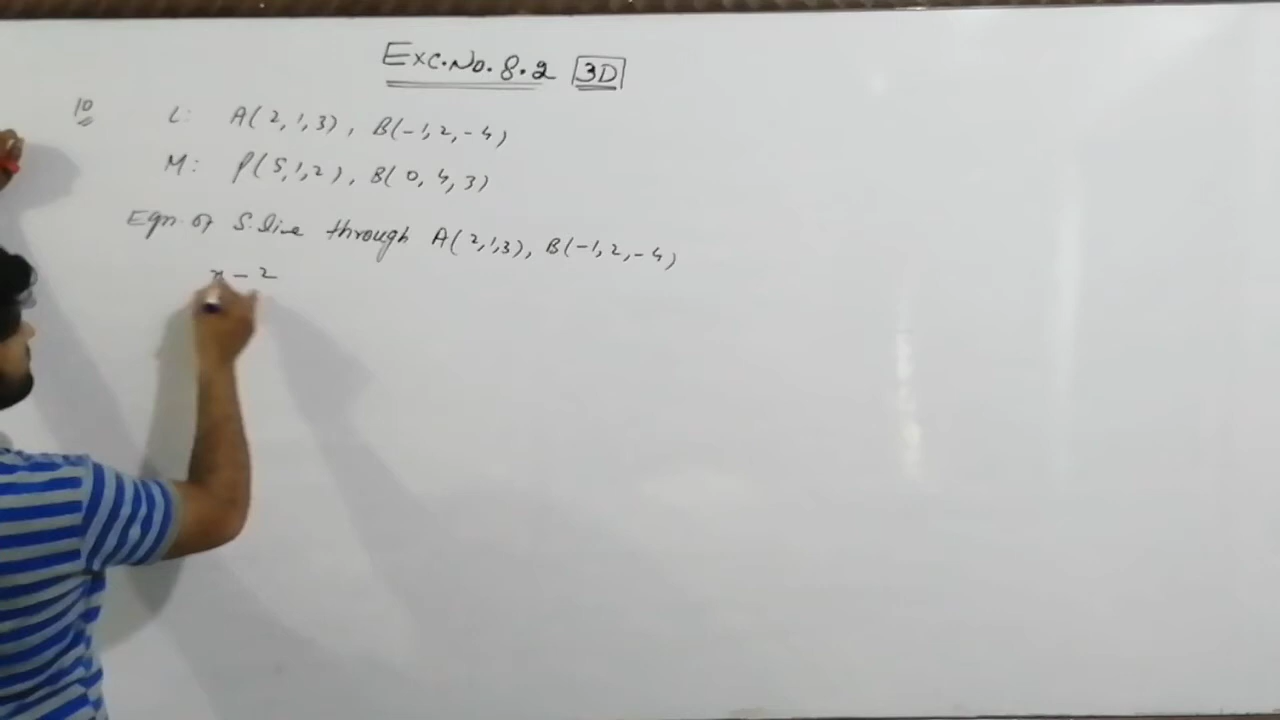 Exc.No. 8.2 3D
10 L: A(2,1,3), B(-1,2,-4)
M: P(5,1,2), B(0,4,3)
Eqn. of S.line through A(2,1,3), B(-1,2,-4)
x - 2